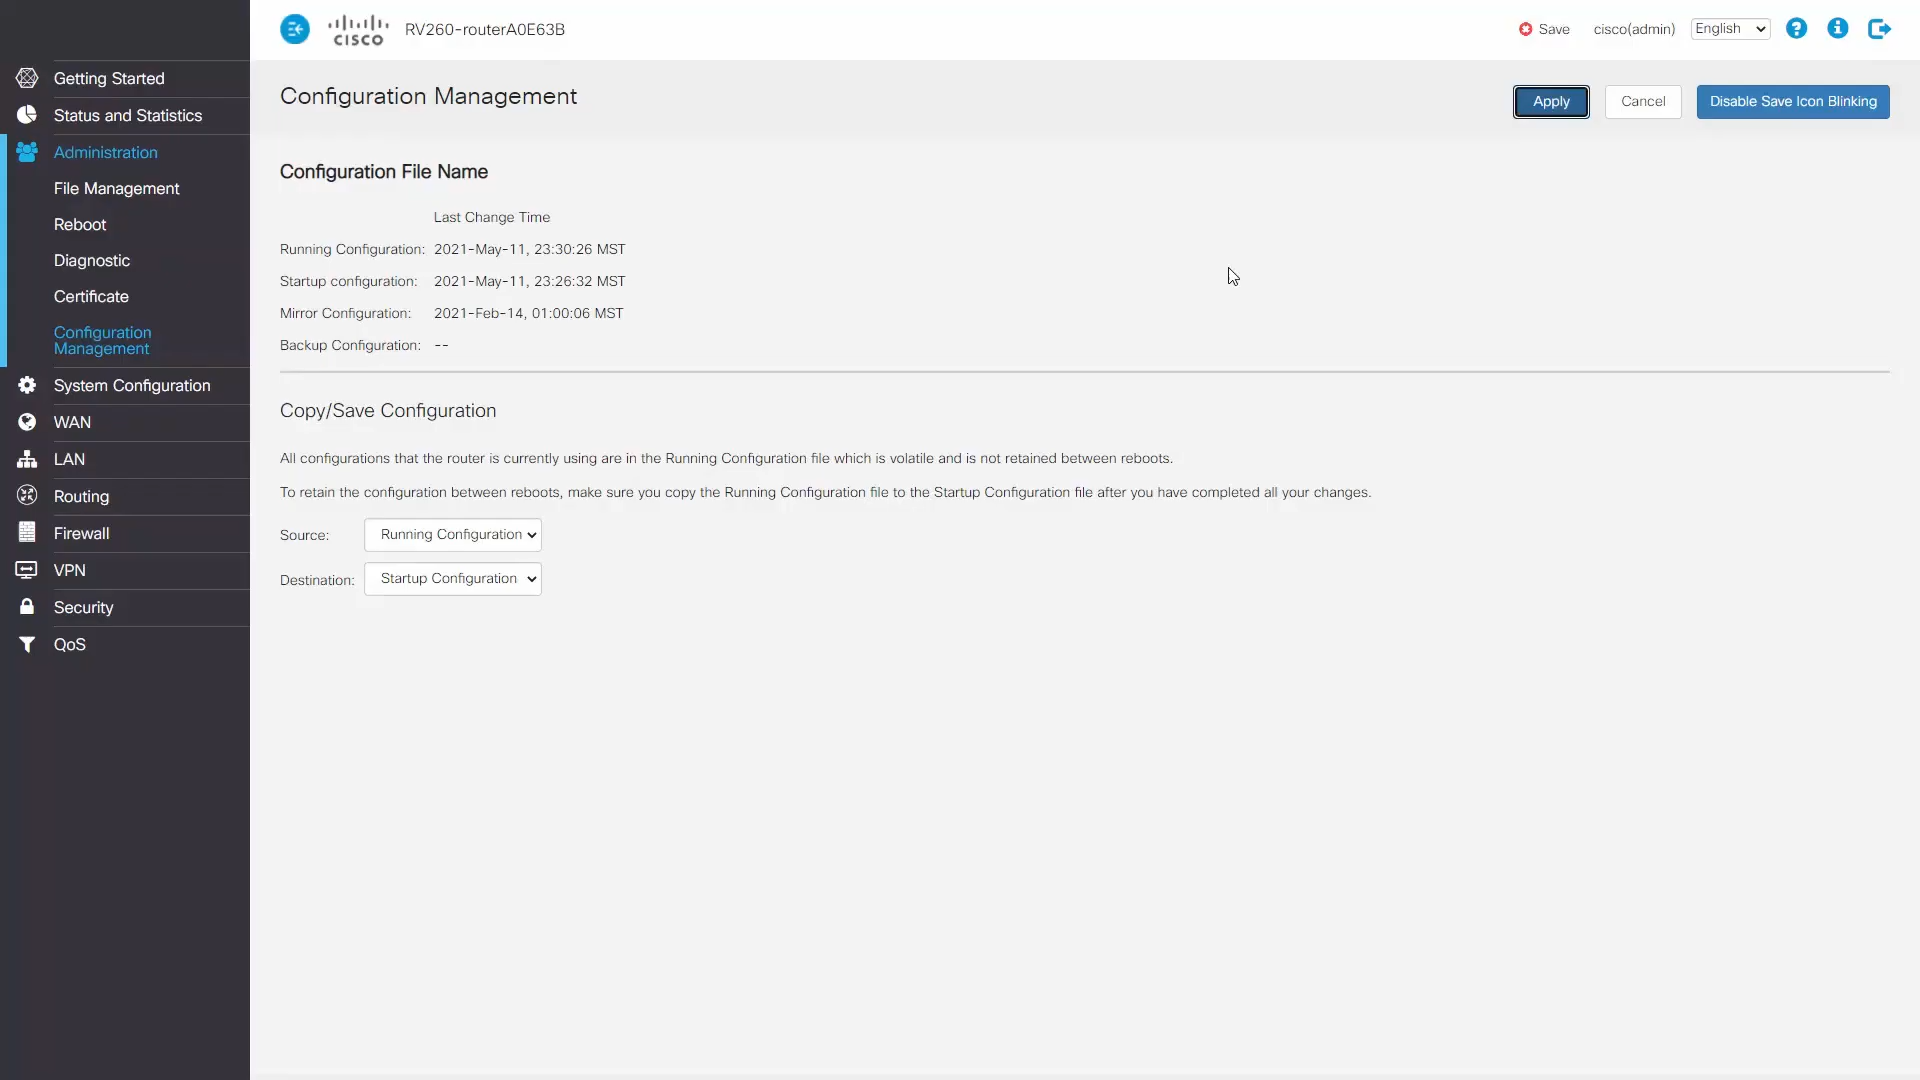 CISCO
RV260-routerA0E63B
Save
cisco(admin)
English
Getting Started
Status and Statistics
Administration
File Management
Reboot
Diagnostic
Certificate
Configuration
Management
System Configuration
WAN
LAN
Routing
Firewall
VPN
Security
QoS
Configuration Management
Apply
Cancel
Disable Save Icon Blinking
Configuration File Name
Last Change Time
Running Configuration: 2021-May-11, 23:30:26 MST
Startup configuration: 2021-May-11, 23:26:32 MST
Mirror Configuration: 2021-Feb-14, 01:00:06 MST
Backup Configuration: --
Copy/Save Configuration
All configurations that the router is currently using are in the Running Configuration file which is volatile and is not retained between reboots.
To retain the configuration between reboots, make sure you copy the Running Configuration file to the Startup Configuration file after you have completed all your changes.
Source: Running Configuration
Destination: Startup Configuration